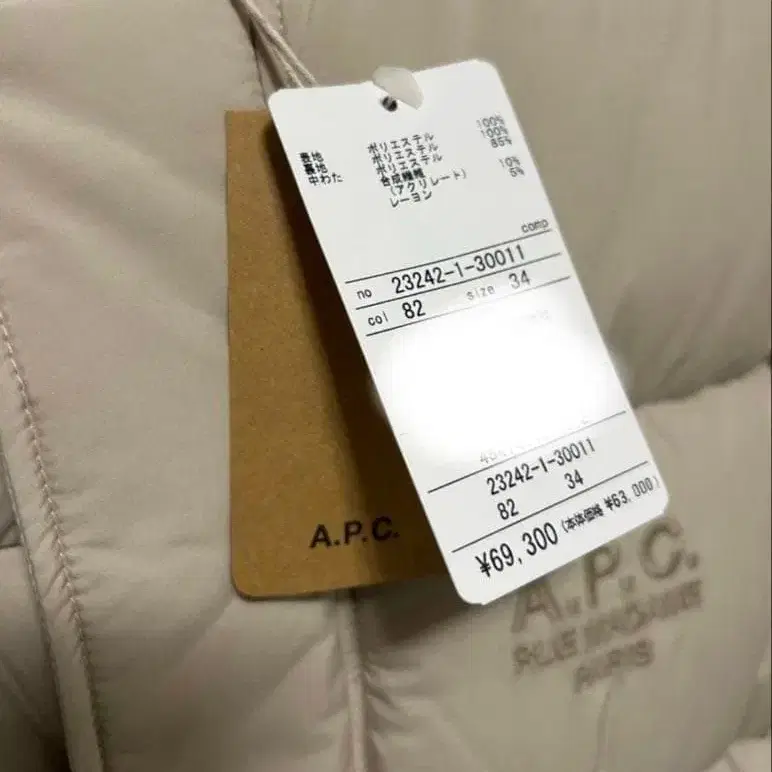 表地 ポリエステル 100%
裏地 ポリエステル 100%
中わた ポリエステル 85%
合成繊維 10%
(アクリレート)
レーヨン 5%
comp
no 23242-1-30011
col 82 size 34
23242-1-30011
82 34
¥69,300 (本体価格 ¥63,000)
A.P.C.
A.P.C.
RUE MADAME
PARIS